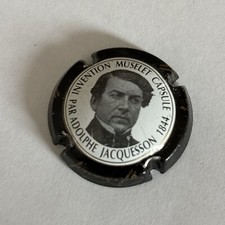 INVENTION MUSELET CAPSULE
PAR ADOLPHE JACQUESSON 1844